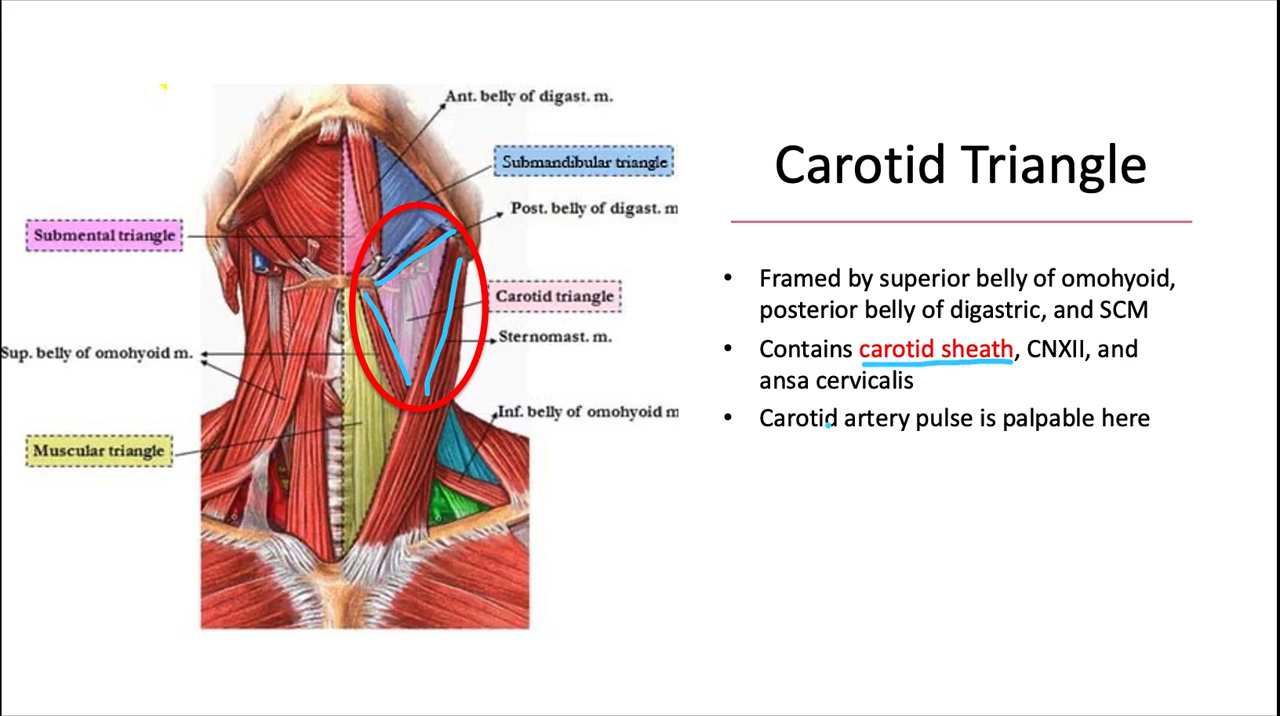 Ant. belly of digast. m.
Submandibular triangle
Post. belly of digast. m
Submental triangle
Carotid triangle
Sternomast. m.
Sup. belly of omohyoid m.
Inf. belly of omohyoid m
Muscular triangle
Carotid Triangle
• Framed by superior belly of omohyoid,
posterior belly of digastric, and SCM
• Contains carotid sheath, CNXII, and
ansa cervicalis
• Carotid artery pulse is palpable here